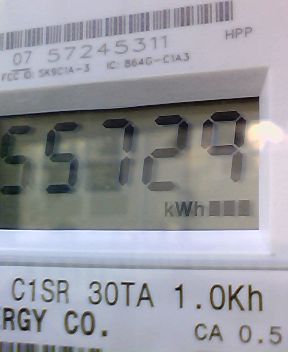 07 57245311 HPP
FCC ID: SK9C1A-3 IC: 864G-C1A3
55729
kWh
C1SR 30TA 1.0Kh
RGY CO. CA 0.5